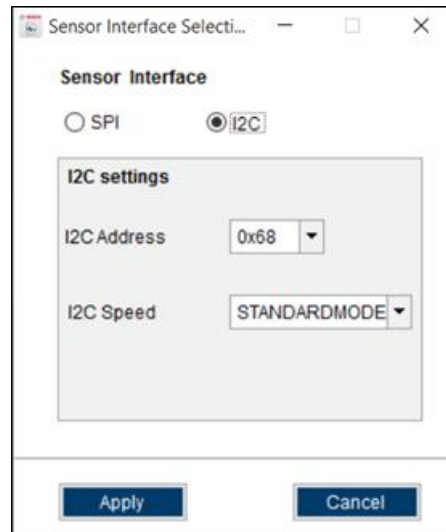 Sensor Interface Selecti...
Sensor Interface
SPI I2C
I2C settings
I2C Address 0x68
I2C Speed STANDARDMODE
Apply Cancel